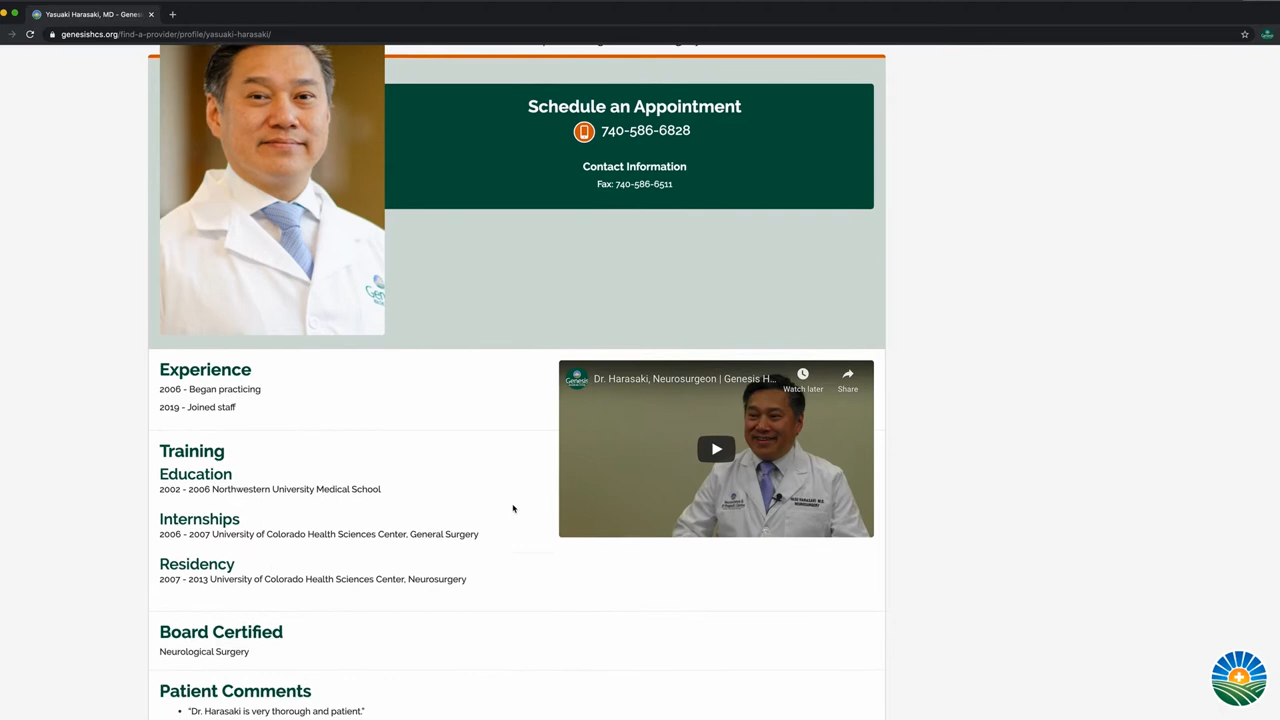 Yasuaki Harasaki, MD - Genesis
genesishcs.org/find-a-provider/profile/yasuaki-harasaki/
Schedule an Appointment
740-586-6828
Contact Information
Fax: 740-586-6511
Experience
2006 - Began practicing
2019 - Joined staff
Dr. Harasaki, Neurosurgeon | Genesis H...
Watch later
Share
Training
Education
2002 - 2006 Northwestern University Medical School
Internships
2006 - 2007 University of Colorado Health Sciences Center, General Surgery
Residency
2007 - 2013 University of Colorado Health Sciences Center, Neurosurgery
Board Certified
Neurological Surgery
Patient Comments
• "Dr. Harasaki is very thorough and patient."